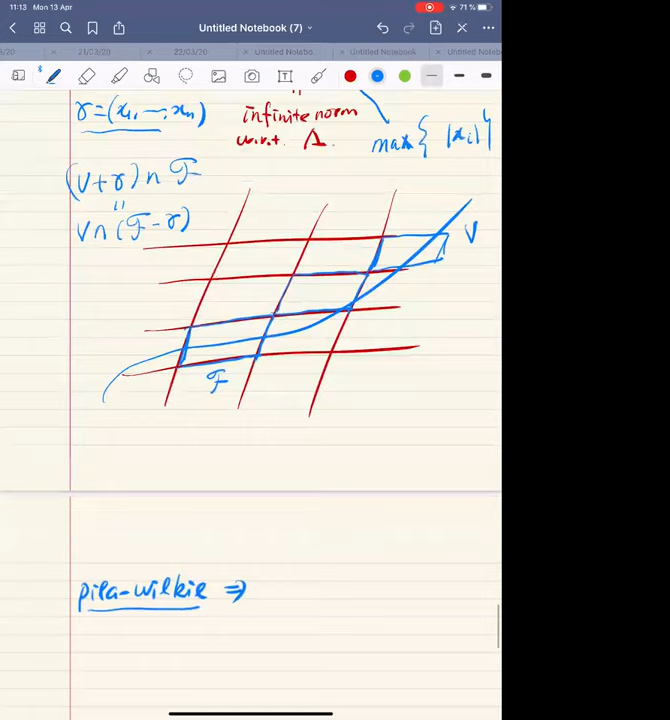 11:13 Mon 13 Apr
71%
Untitled Notebook (7)
21/03/20
22/03/20
Untitled Notebo..
Untitled Notebook
Untitled Noteb
γ=(x₁, ⋯, xₙ)
infinite norm
w.r.t. Λ.
max{ |xᵢ| }
(V+γ) ∩ ℱ
||
V ∩ (ℱ-γ)
V
ℱ
pila-wilkie ⇒